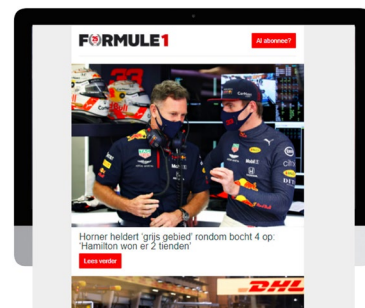 FORMULE1
Al abonnee?
33
Horner heldert 'grijs gebied' rondom bocht 4 op:
'Hamilton won er 2 tienden'
Lees verder
DHL